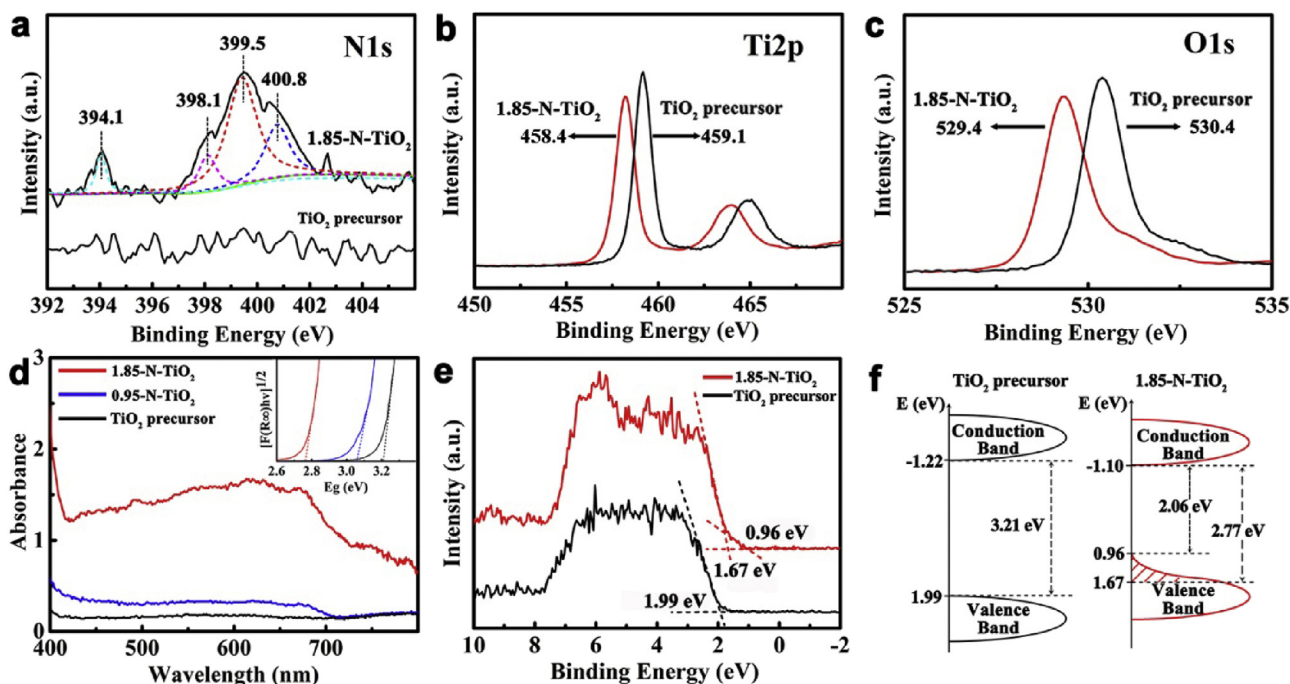 a
N1s
399.5
400.8
398.1
394.1
1.85-N-TiO2
TiO2 precursor
Intensity (a.u.)
392 394 396 398 400 402 404
Binding Energy (eV)
b
Ti2p
1.85-N-TiO2
458.4
TiO2 precursor
459.1
Intensity (a.u.)
450 455 460 465
Binding Energy (eV)
c
O1s
1.85-N-TiO2
529.4
TiO2 precursor
530.4
Intensity (a.u.)
525 530 535
Binding Energy (eV)
d
1.85-N-TiO2
0.95-N-TiO2
TiO2 precursor
[F(R∞)hν]1/2
2.6 2.8 3.0 3.2
Eg (eV)
Absorbance
3
2
1
0
400 500 600 700
Wavelength (nm)
e
1.85-N-TiO2
TiO2 precursor
0.96 eV
1.67 eV
1.99 eV
Intensity (a.u.)
10 8 6 4 2 0 -2
Binding Energy (eV)
f
TiO2 precursor
E (eV)
Conduction
Band
-1.22
3.21 eV
1.99
Valence
Band
1.85-N-TiO2
E (eV)
Conduction
Band
-1.10
2.06 eV
2.77 eV
0.96
1.67
Valence
Band